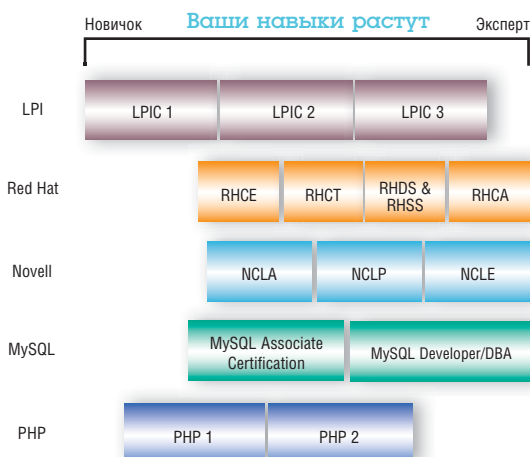 Новичок Ваши навыки растут Эксперт
LPI LPIC 1 LPIC 2 LPIC 3
Red Hat RHCE RHCT RHDS & RHSS RHCA
Novell NCLA NCLP NCLE
MySQL MySQL Associate Certification MySQL Developer/DBA
PHP PHP 1 PHP 2